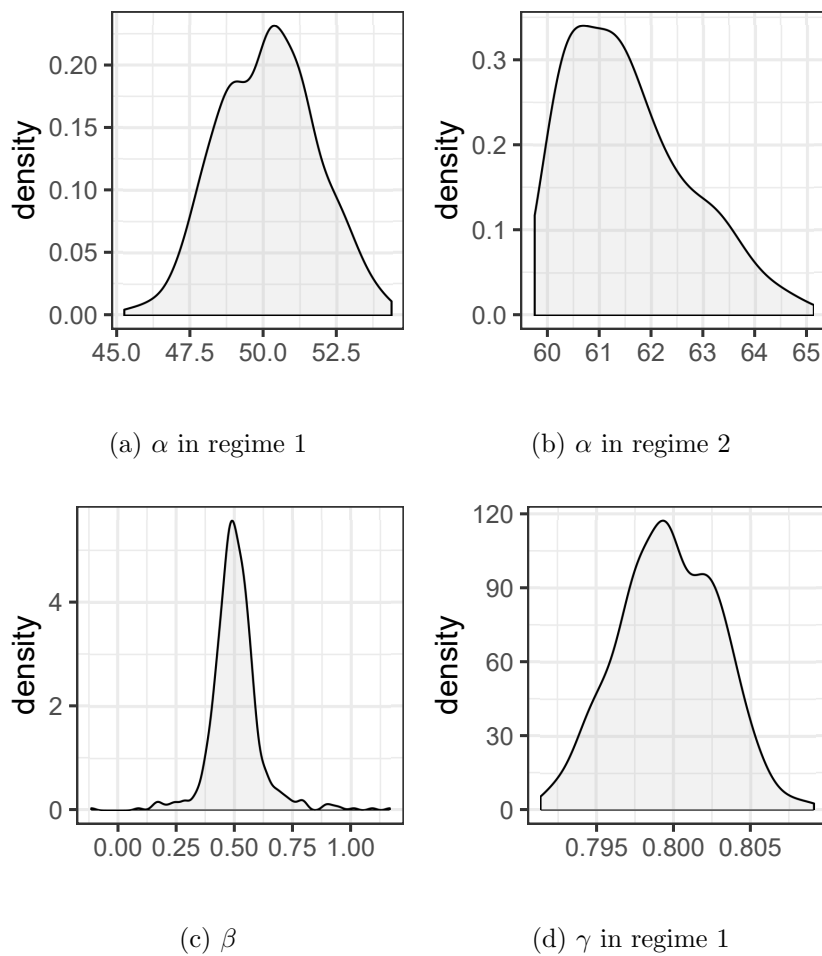 density
0.20
0.15
0.10
0.05
0.00
45.0 47.5 50.0 52.5
(a) α in regime 1
density
0.3
0.2
0.1
0.0
60 61 62 63 64 65
(b) α in regime 2
density
4
2
0
0.00 0.25 0.50 0.75 1.00
(c) β
density
120
90
60
30
0
0.795 0.800 0.805
(d) γ in regime 1